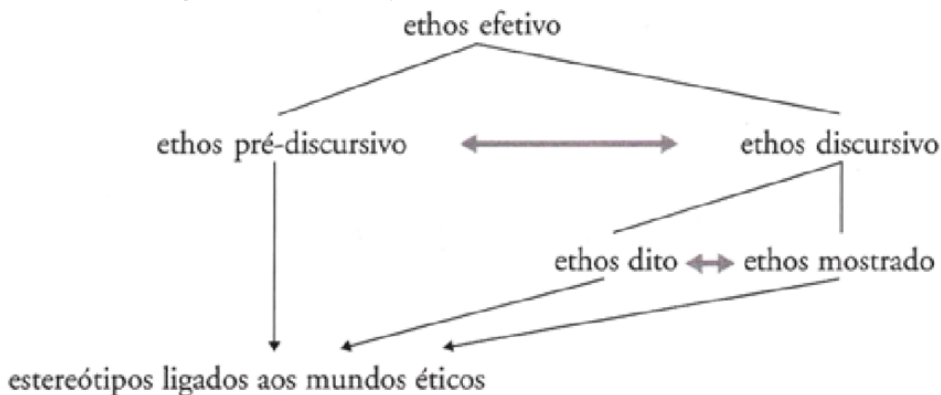 ethos efetivo
ethos pré-discursivo
ethos discursivo
ethos dito
ethos mostrado
estereótipos ligados aos mundos éticos